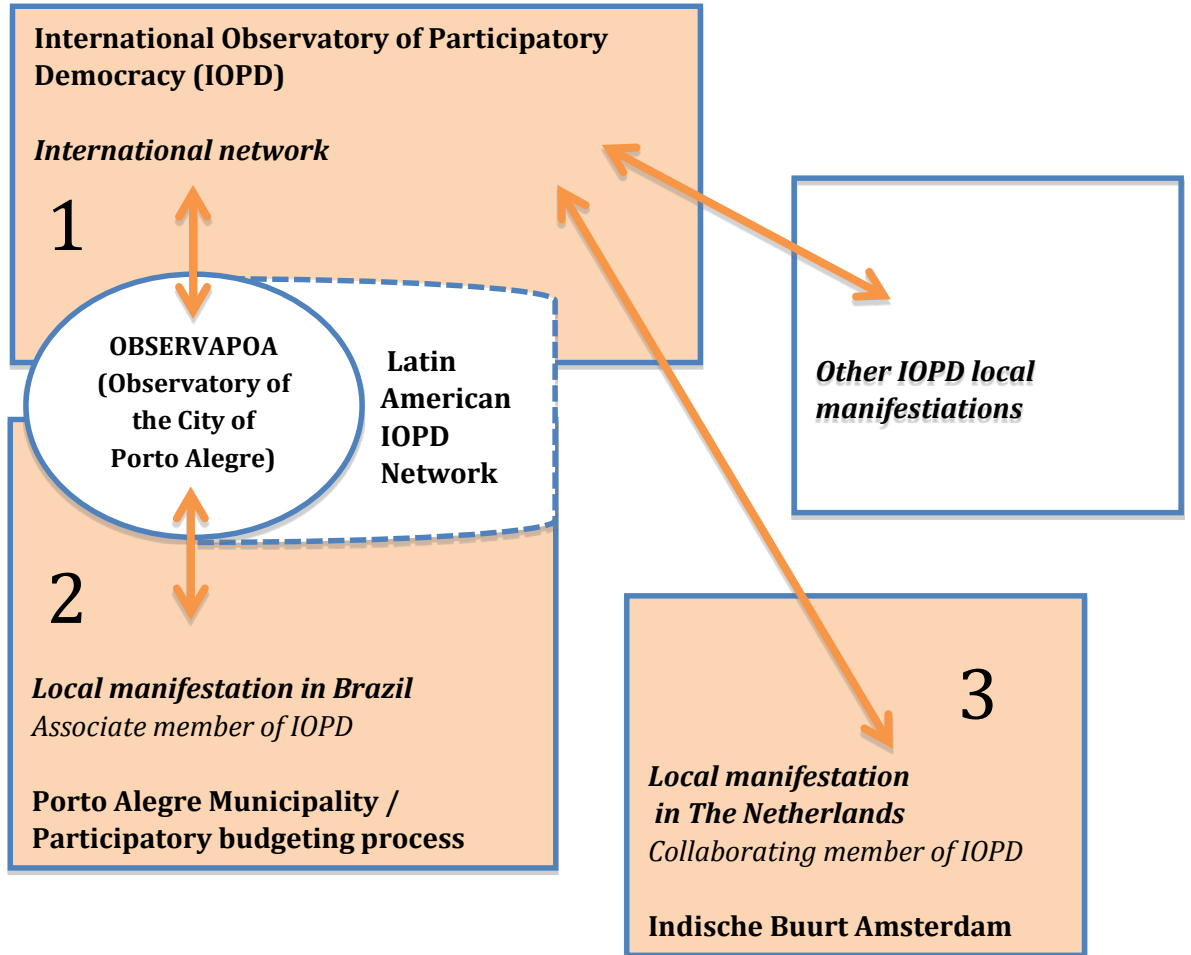 International Observatory of Participatory
Democracy (IOPD)
International network
1
OBSERVAPOA
(Observatory of
the City of
Porto Alegre)
Latin
American
IOPD
Network
Other IOPD local
manifestiations
2
Local manifestation in Brazil
Associate member of IOPD
Porto Alegre Municipality /
Participatory budgeting process
3
Local manifestation
in The Netherlands
Collaborating member of IOPD
Indische Buurt Amsterdam